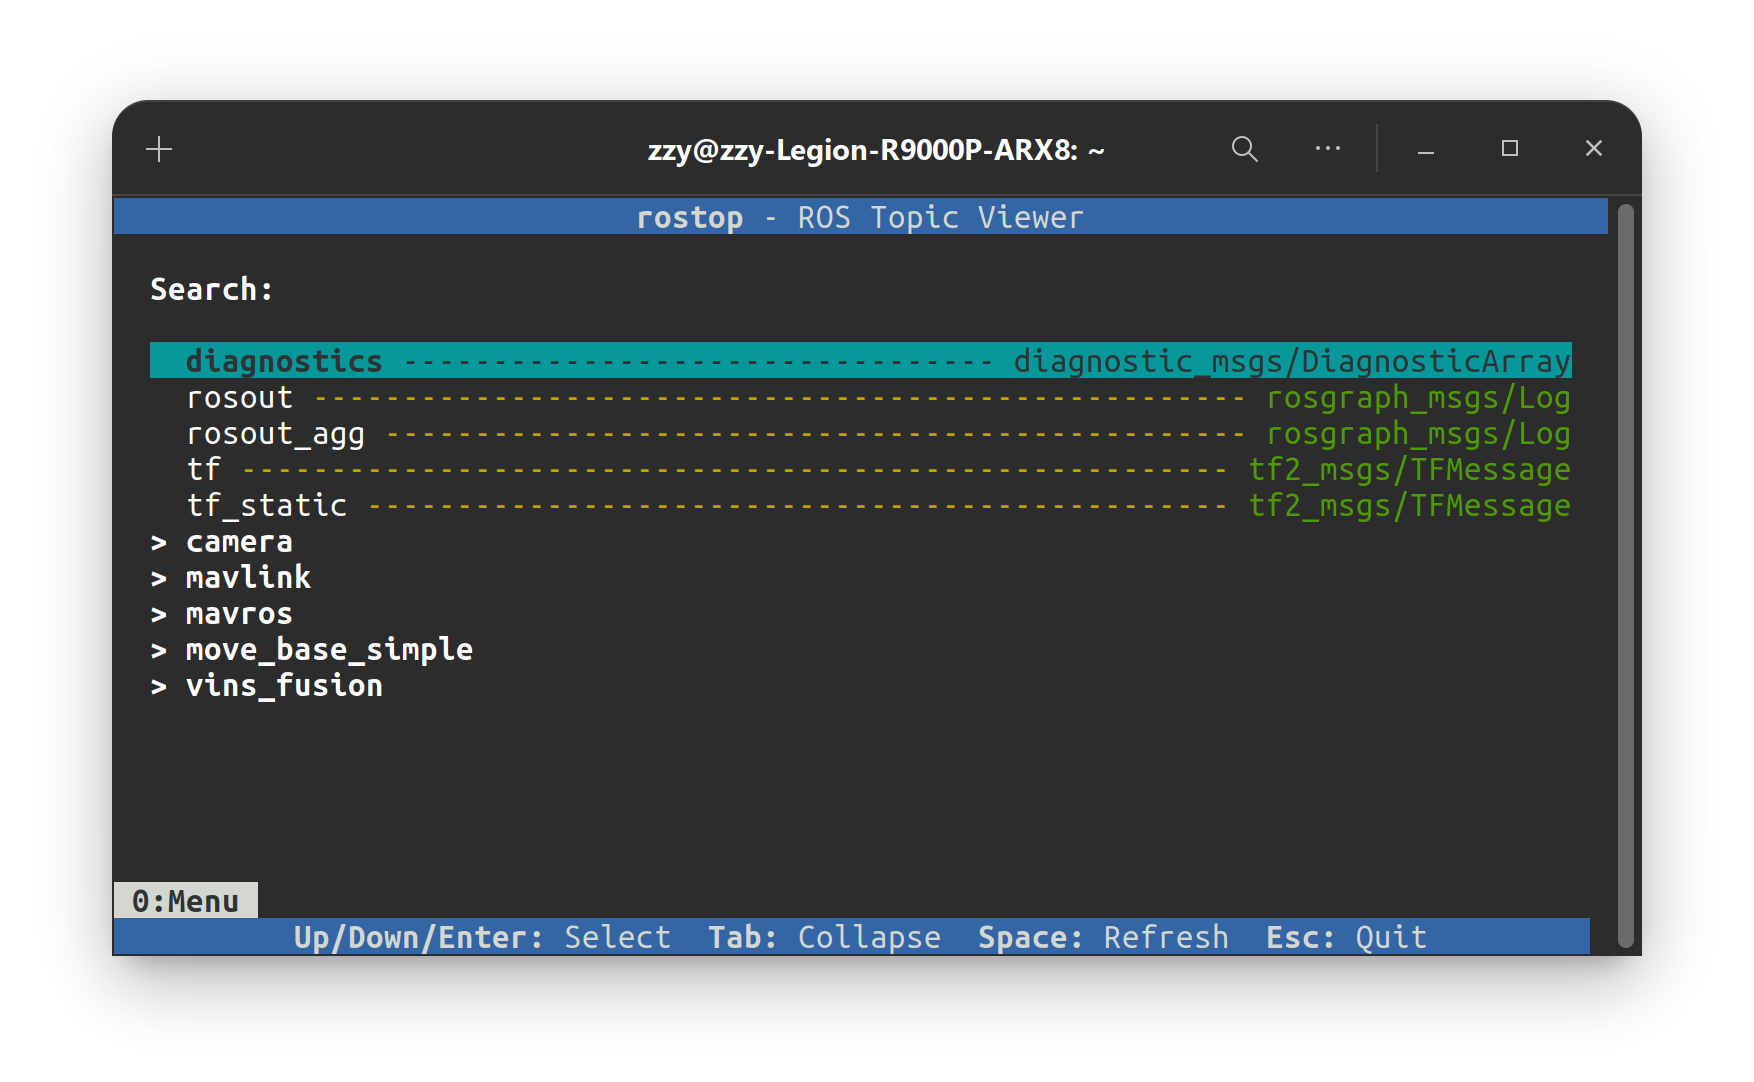 zzy@zzy-Legion-R9000P-ARX8: ~
rostop - ROS Topic Viewer
Search:
diagnostics --------------------------------- diagnostic_msgs/DiagnosticArray
rosout ---------------------------------------------------- rosgraph_msgs/Log
rosout_agg ------------------------------------------------ rosgraph_msgs/Log
tf ------------------------------------------------------- tf2_msgs/TFMessage
tf_static ------------------------------------------------ tf2_msgs/TFMessage
> camera
> mavlink
> mavros
> move_base_simple
> vins_fusion
0:Menu
Up/Down/Enter: Select  Tab: Collapse  Space: Refresh  Esc: Quit